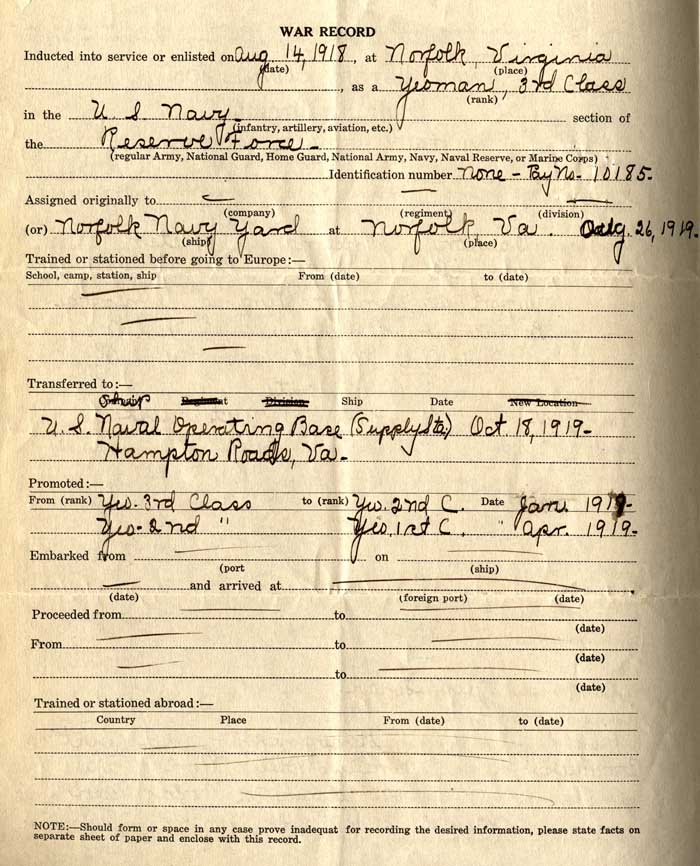 WAR RECORD
Inducted into service or enlisted on Aug 14, 1918, at Norfolk, Virginia
(date) (place)
, as a Yeoman, 3rd Class
(rank)
in the U. S. Navy section of
(infantry, artillery, aviation, etc.)
the Reserve Force.
(regular Army, National Guard, Home Guard, National Army, Navy, Naval Reserve, or Marine Corps)
Identification number None - Pay No- 10185-
Assigned originally to
(company) (regiment) (division)
(or) Norfolk Navy Yard at Norfolk, Va. Aug. 26, 1919.
(ship) (place)
Trained or stationed before going to Europe:—
School, camp, station, ship From (date) to (date)
Transferred to:—
Regiment Division Ship Date New Location
U. S. Naval Operating Base (Supply Sta) Oct 18, 1919-
Hampton Roads, Va-
Promoted:—
From (rank) Yeo. 3rd Class to (rank) Yeo. 2nd C. Date Jan. 1919-
Yeo- 2nd " Yeo, 1st C. " Apr. 1919-
Embarked from on
(port (ship)
and arrived at
(date) (foreign port) (date)
Proceeded from to
(date)
From to
(date)
to
(date)
Trained or stationed abroad:—
Country Place From (date) to (date)
NOTE:—Should form or space in any case prove inadequat for recording the desired information, please state facts on
separate sheet of paper and enclose with this record.